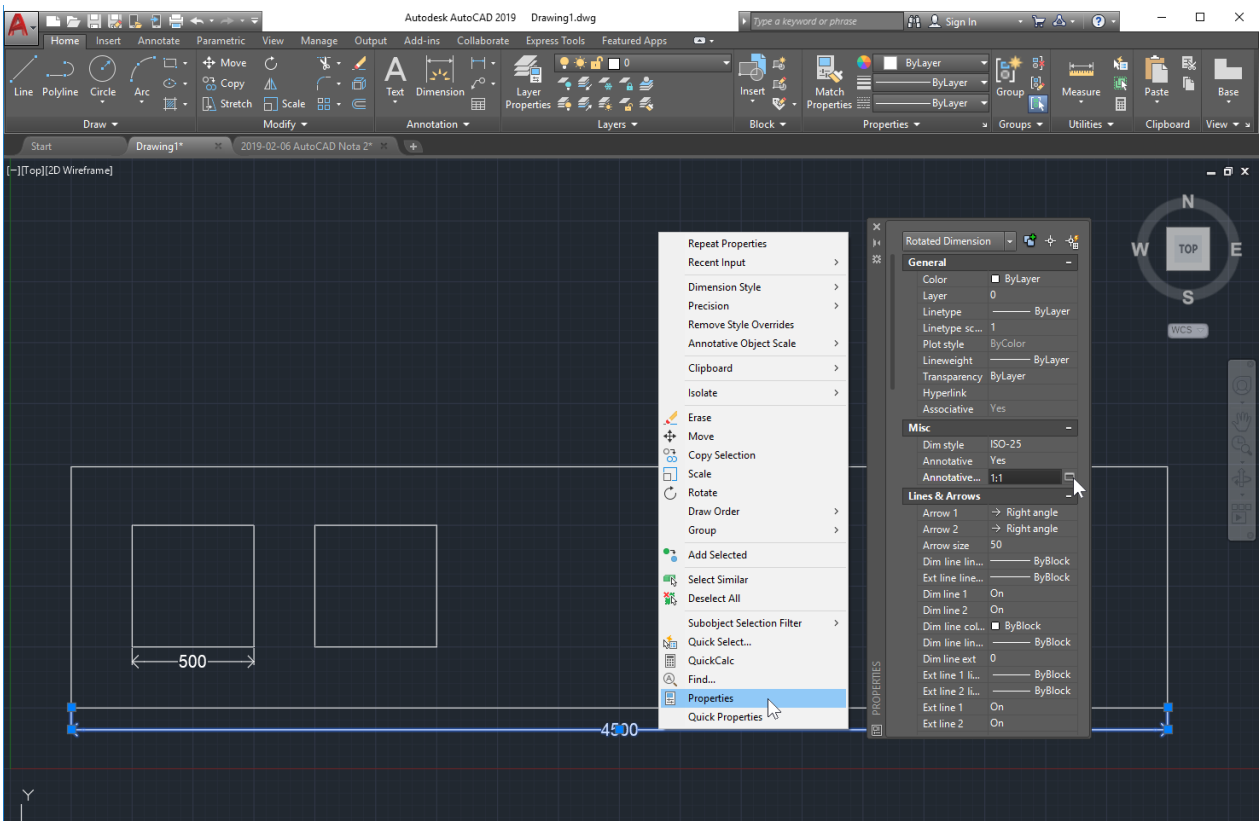 Autodesk AutoCAD 2019 Drawing1.dwg
Type a keyword or phrase
Sign In
Home Insert Annotate Parametric View Manage Output Add-ins Collaborate Express Tools Featured Apps
Line Polyline Circle Arc
Move
Copy
Stretch
Scale
Text Dimension
Layer Properties
0
Insert
Match Properties
ByLayer
ByLayer
ByLayer
Group
Measure
Paste
Base
Draw Modify Annotation Layers Block Properties Groups Utilities Clipboard View
Start Drawing1* 2019-02-06 AutoCAD Nota 2*
[−][Top][2D Wireframe]
N
W TOP E
S
WCS
Repeat Properties
Recent Input
Dimension Style
Precision
Remove Style Overrides
Annotative Object Scale
Clipboard
Isolate
Erase
Move
Copy Selection
Scale
Rotate
Draw Order
Group
Add Selected
Select Similar
Deselect All
Subobject Selection Filter
Quick Select...
QuickCalc
Find...
Properties
Quick Properties
Rotated Dimension
General
Color ByLayer
Layer 0
Linetype ByLayer
Linetype sc... 1
Plot style ByColor
Lineweight ByLayer
Transparency ByLayer
Hyperlink
Associative Yes
Misc
Dim style ISO-25
Annotative Yes
Annotative... 1:1
Lines & Arrows
Arrow 1 Right angle
Arrow 2 Right angle
Arrow size 50
Dim line lin... ByBlock
Ext line line... ByBlock
Dim line 1 On
Dim line 2 On
Dim line col... ByBlock
Dim line lin... ByBlock
Dim line ext 0
Ext line 1 li... ByBlock
Ext line 2 li... ByBlock
Ext line 1 On
Ext line 2 On
PROPERTIES
500
4500
Y